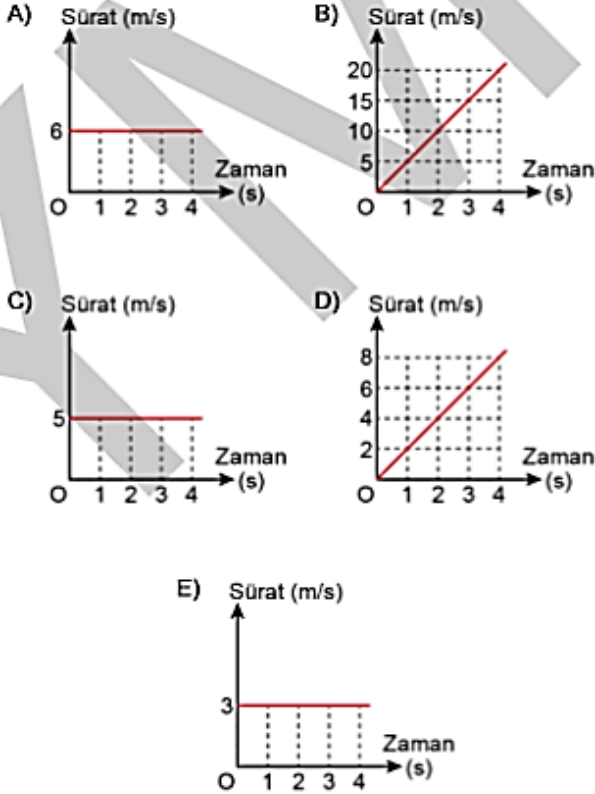 A) Sürat (m/s)
6
Zaman
(s)
O 1 2 3 4
B) Sürat (m/s)
20
15
10
5
Zaman
(s)
O 1 2 3 4
C) Sürat (m/s)
5
Zaman
(s)
O 1 2 3 4
D) Sürat (m/s)
8
6
4
2
Zaman
(s)
O 1 2 3 4
E) Sürat (m/s)
3
Zaman
(s)
O 1 2 3 4